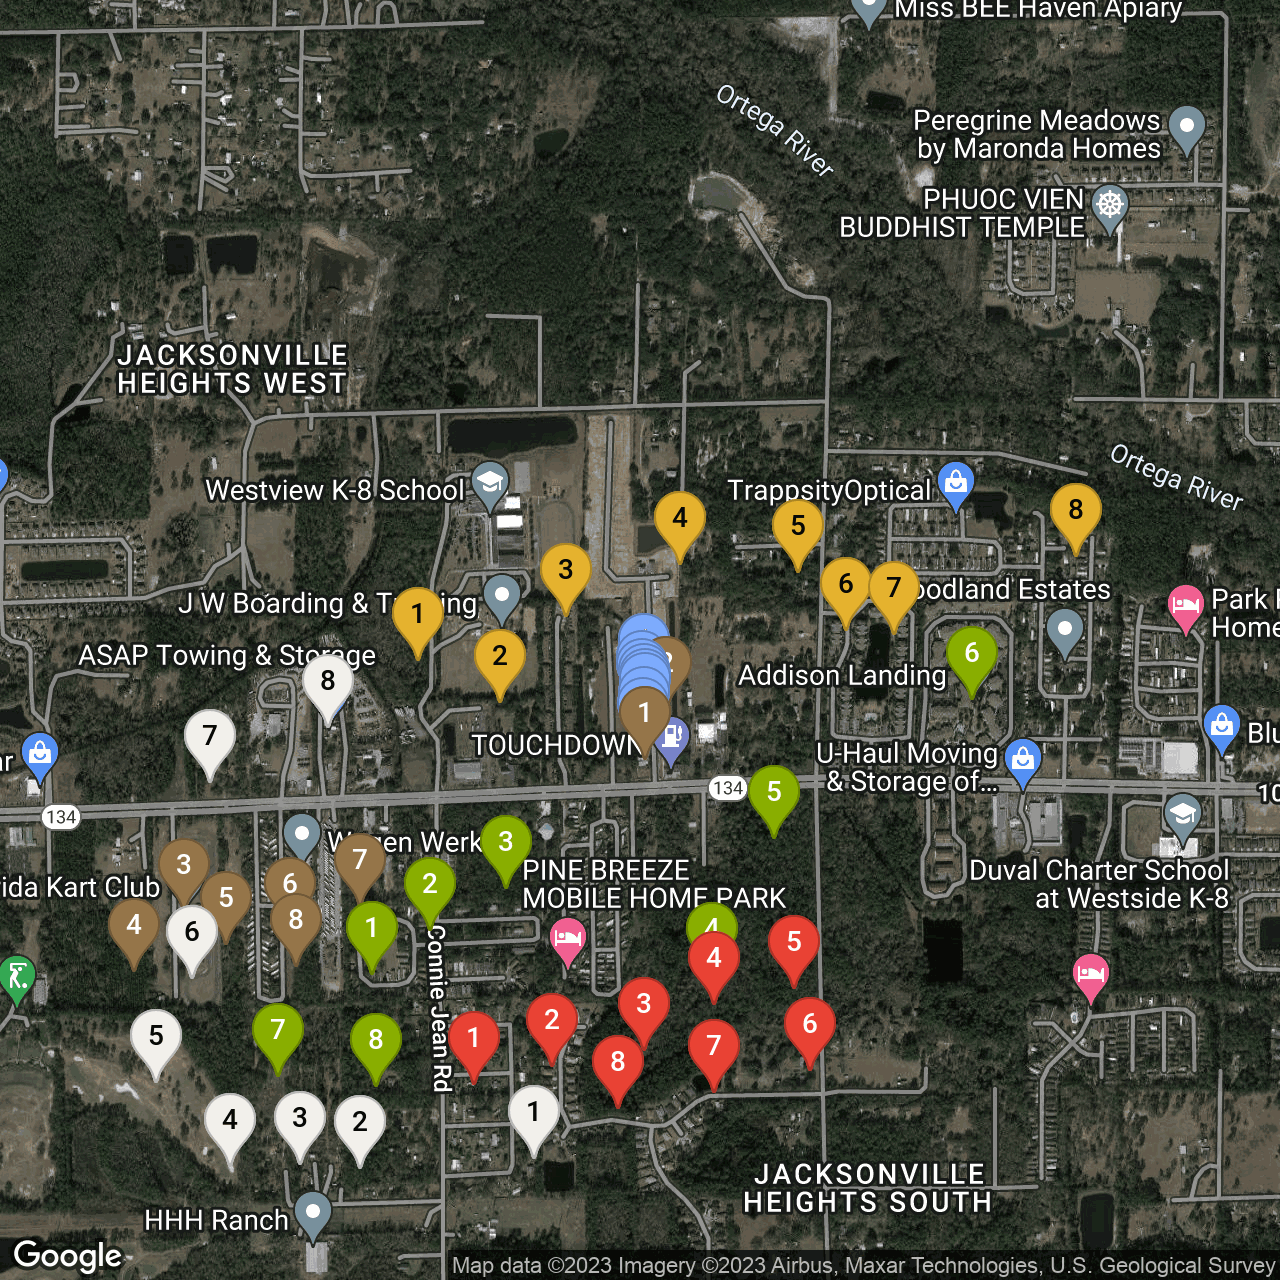 Miss BEE Haven Apiary
Ortega River
Peregrine Meadows
by Maronda Homes
PHUOC VIEN
BUDDHIST TEMPLE
JACKSONVILLE
HEIGHTS WEST
Ortega River
Westview K-8 School
TrappsityOptical
4
5
8
3
6
7
oodland Estates
J W Boarding & T
ing
1
Park
Home
ASAP Towing & Storage
2
2
6
Addison Landing
8
7
1
TOUCHDOWN
ar
Blu
U-Haul Moving
& Storage of...
134
5
134
10
Wagen Werk
3
PINE BREEZE
MOBILE HOME PARK
Duval Charter School
at Westside K-8
rida Kart Club
3
7
6
2
5
4
8
6
1
4
4
5
Connie Jean Rd
3
2
6
5
7
8
1
7
8
4
3
2
1
JACKSONVILLE
HEIGHTS SOUTH
HHH Ranch
Google
Map data ©2023 Imagery ©2023 Airbus, Maxar Technologies, U.S. Geological Survey